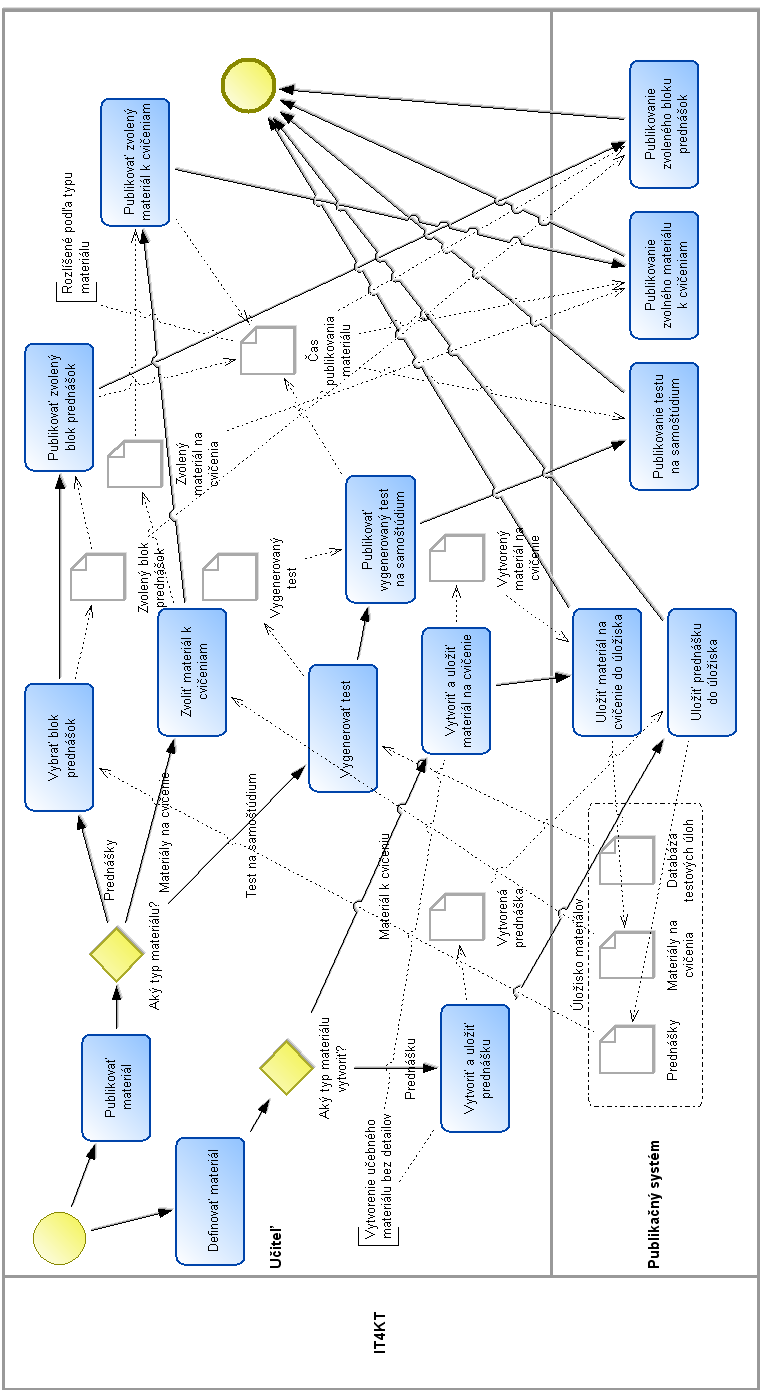 IT4KT
Učiteľ
Publikačný systém
Publikovať
materiál
Definovať materiál
Aký typ materiálu?
Prednášky
Materiály na cvičenie
Test na samoštúdium
Aký typ materiálu
vytvoriť?
Prednášku
Materiál k cvičeniu
Vytvorenie učebného
materiálu bez detailov
Vytvoriť a uložiť
prednášku
Vytvorená
prednáška
Vybrať blok
prednášok
Zvoliť materiál k
cvičeniam
Vygenerovať test
Vytvoriť a uložiť
materiál na cvičenie
Zvolený blok
prednášok
Zvolený
materiál na
cvičenia
Vygenerovaný
test
Vytvorený
materiál na
cvičenie
Publikovať zvolený
blok prednášok
Publikovať
vygenerovaný test
na samoštúdium
Publikovať zvolený
materiál k cvičeniam
Rozlíšené podľa typu
materiálu
Čas
publikovania
materiálu
Úložisko materiálov
Prednášky
Materiály na
cvičenia
Databáza
testových úloh
Uložiť materiál na
cvičenie do úložiska
Uložiť prednášku
do úložiska
Publikovanie testu
na samoštúdium
Publikovanie
zvolného materiálu
k cvičeniam
Publikovanie
zvoleného bloku
prednášok